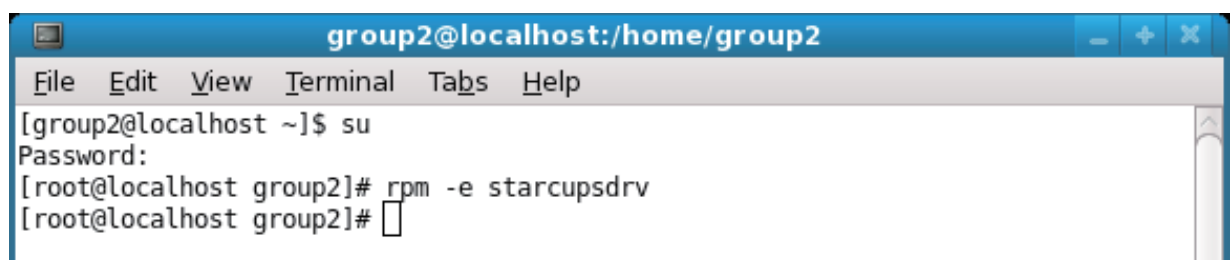 group2@localhost:/home/group2
File Edit View Terminal Tabs Help
[group2@localhost ~]$ su
Password:
[root@localhost group2]# rpm -e starcupsdrv
[root@localhost group2]#